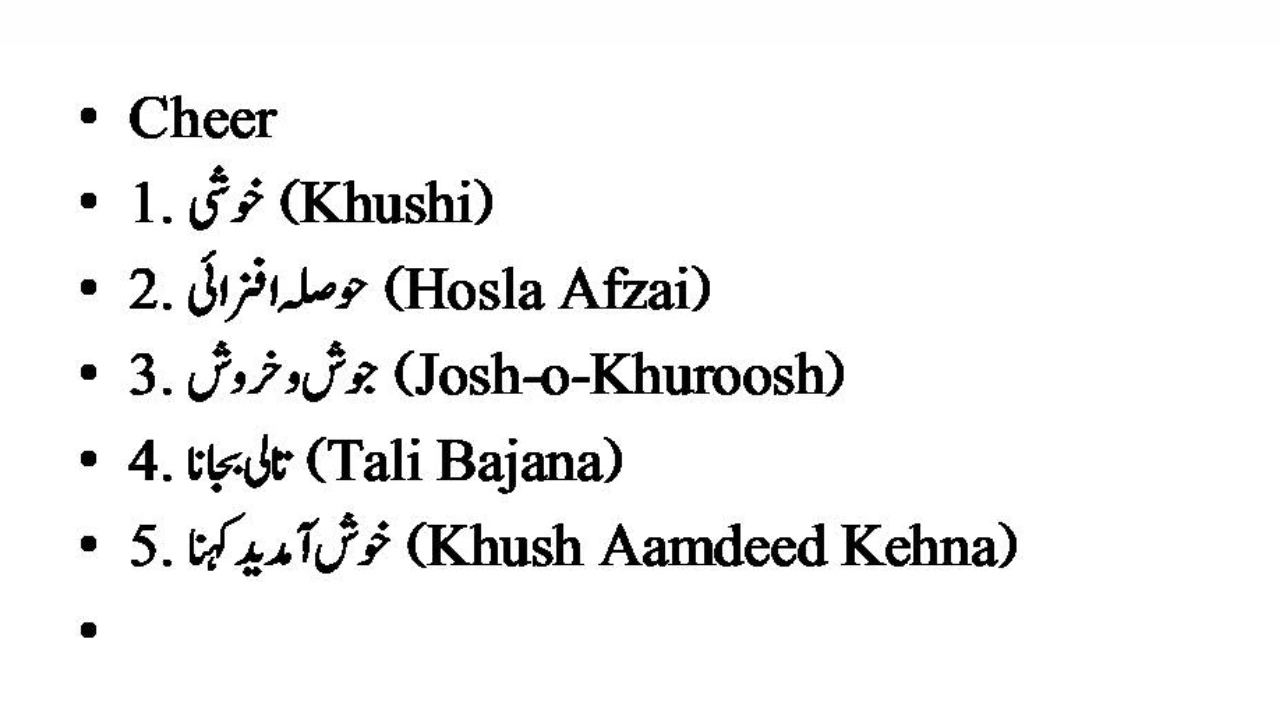 • Cheer
• 1. خوشی (Khushi)
• 2. حوصلہ افزائی (Hosla Afzai)
• 3. جوش و خروش (Josh-o-Khuroosh)
• 4. تالی بجانا (Tali Bajana)
• 5. خوش آمدید کہنا (Khush Aamdeed Kehna)
•